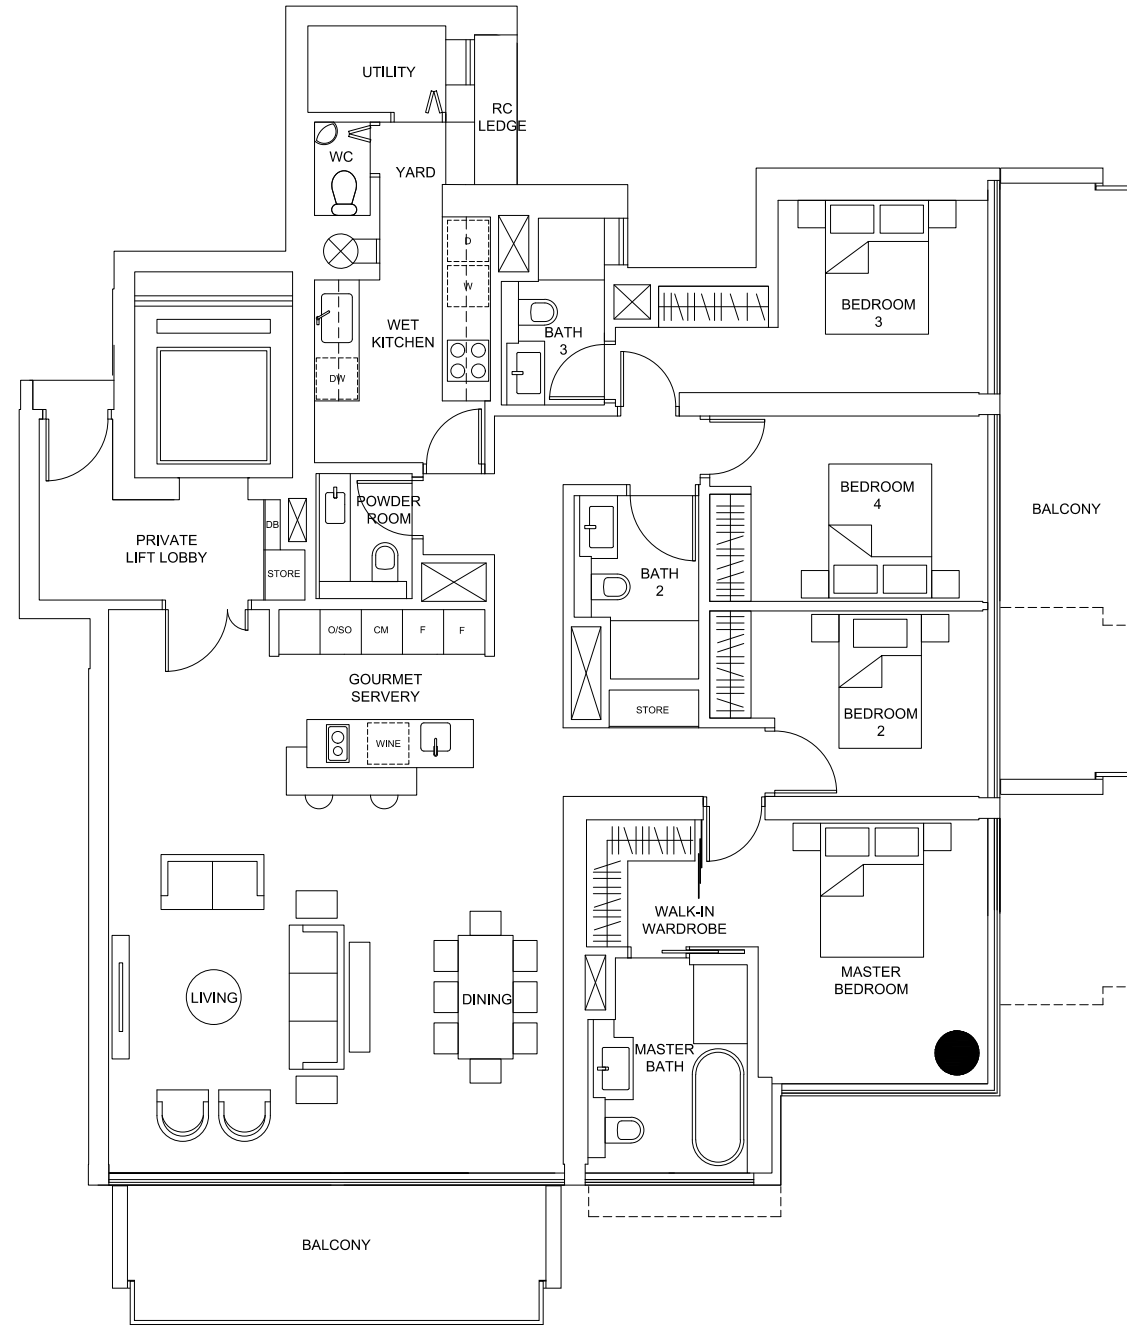 UTILITY
RC
LEDGE
WC
YARD
D
W
BEDROOM
3
WET
KITCHEN
BATH
3
DW
BEDROOM
4
POWDER
ROOM
BALCONY
DB
PRIVATE
LIFT LOBBY
STORE
BATH
2
O/SO
CM
F
F
GOURMET
SERVERY
STORE
BEDROOM
2
WINE
WALK-IN
WARDROBE
MASTER
BEDROOM
LIVING
DINING
MASTER
BATH
BALCONY